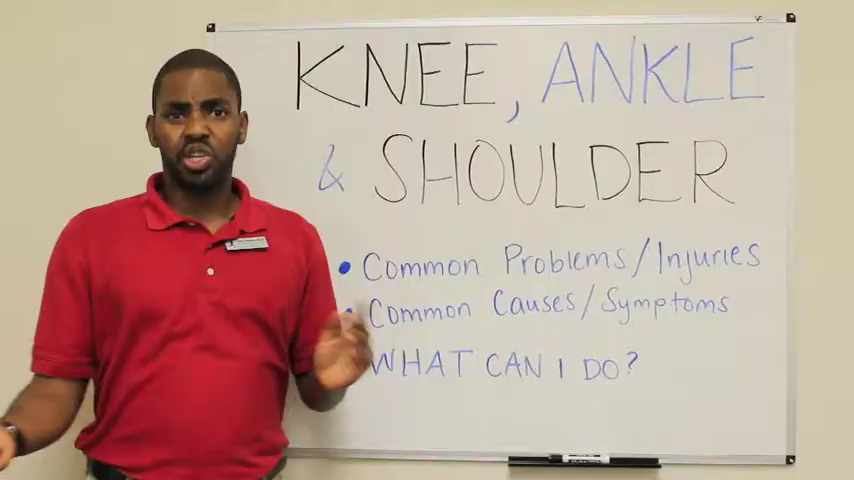 KNEE, ANKLE
& SHOULDER
• Common Problems/Injuries
• Common Causes/Symptoms
WHAT CAN I DO?